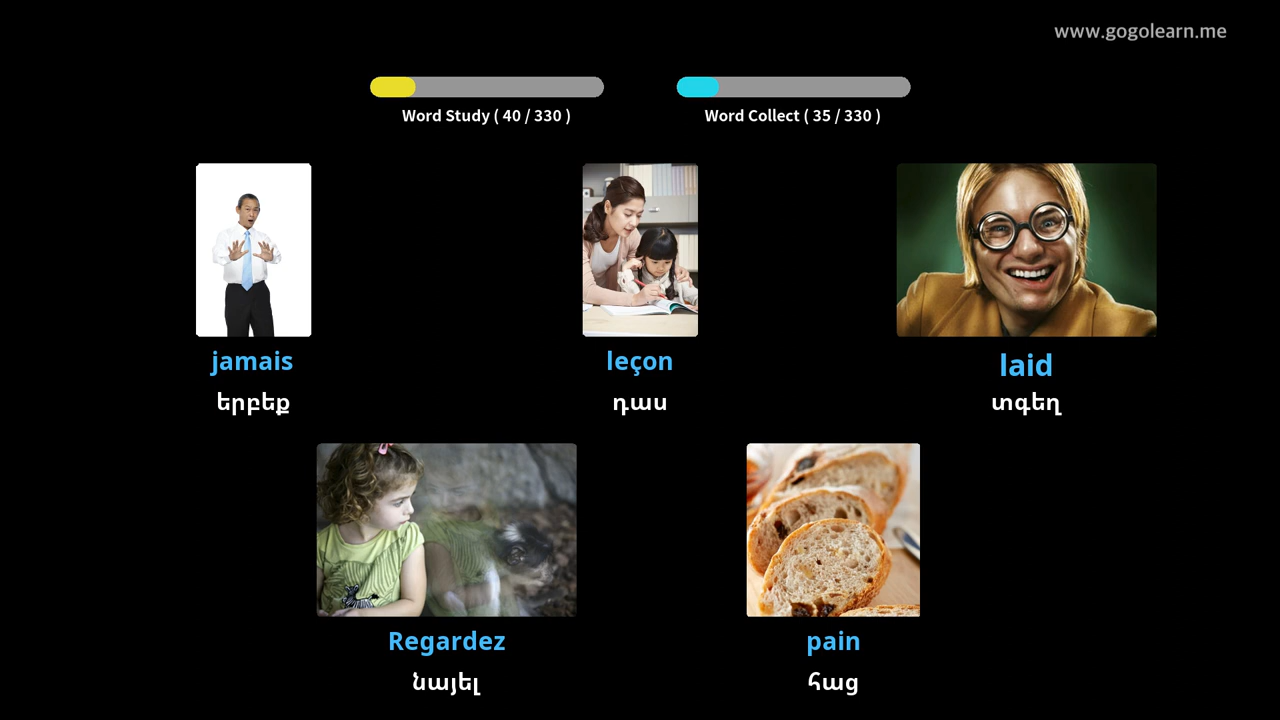 www.gogolearn.me
Word Study ( 40 / 330 )
Word Collect ( 35 / 330 )
jamais
երբեք
leçon
դաս
laid
տգեղ
Regardez
նայել
pain
հաց